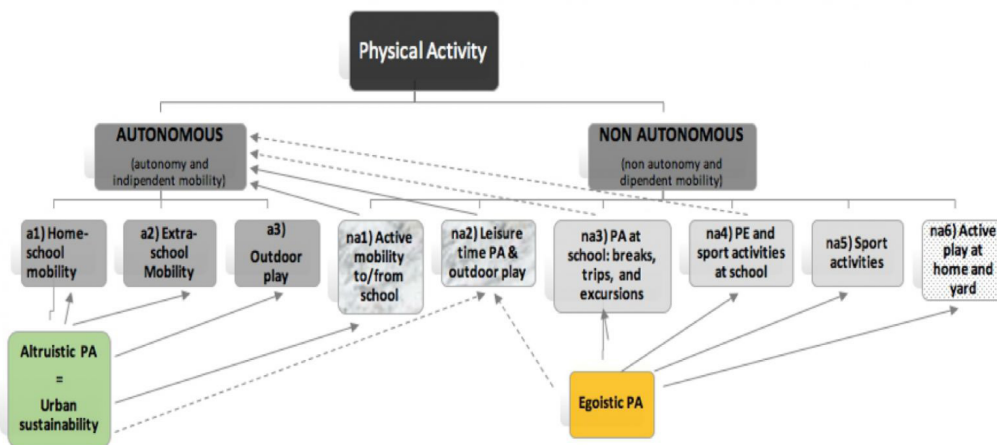 Physical Activity
AUTONOMOUS
(autonomy and
indipendent mobility)
NON AUTONOMOUS
(non autonomy and
dipendent mobility)
a1) Home-
school
mobility
a2) Extra-
school
Mobility
a3)
Outdoor
play
na1) Active
mobility
to/from
school
na2) Leisure
time PA &
outdoor play
na3) PA at
school: breaks,
trips, and
excursions
na4) PE and
sport activities
at school
na5) Sport
activities
na6) Active
play at
home and
yard
Altruistic PA
=
Urban
sustainability
Egoistic PA